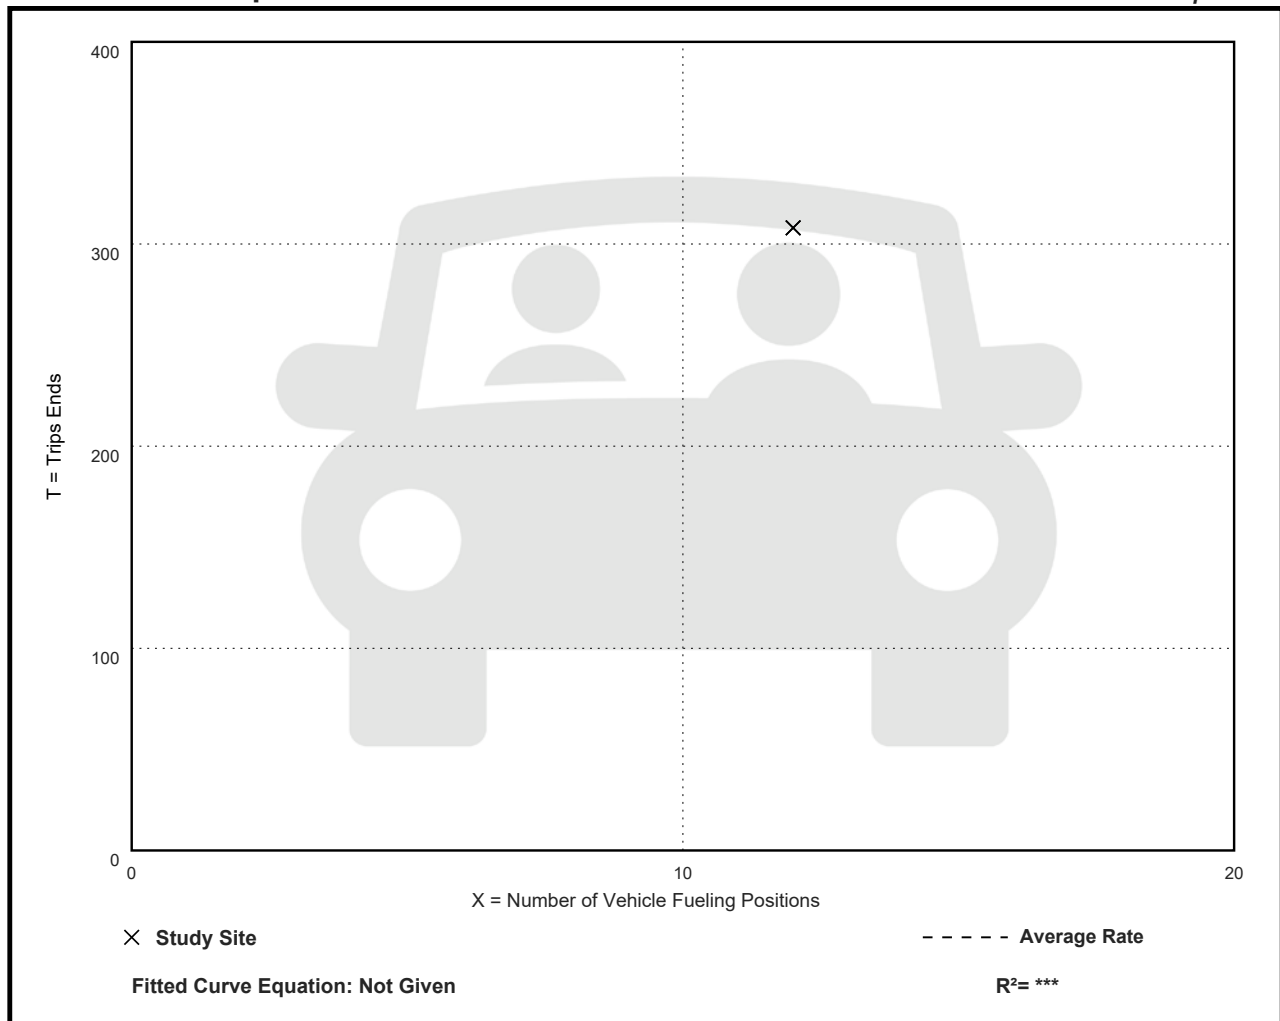 400
300
200
100
0
T = Trips Ends
0 10 20
X = Number of Vehicle Fueling Positions
Study Site
Average Rate
Fitted Curve Equation: Not Given
R²= ***